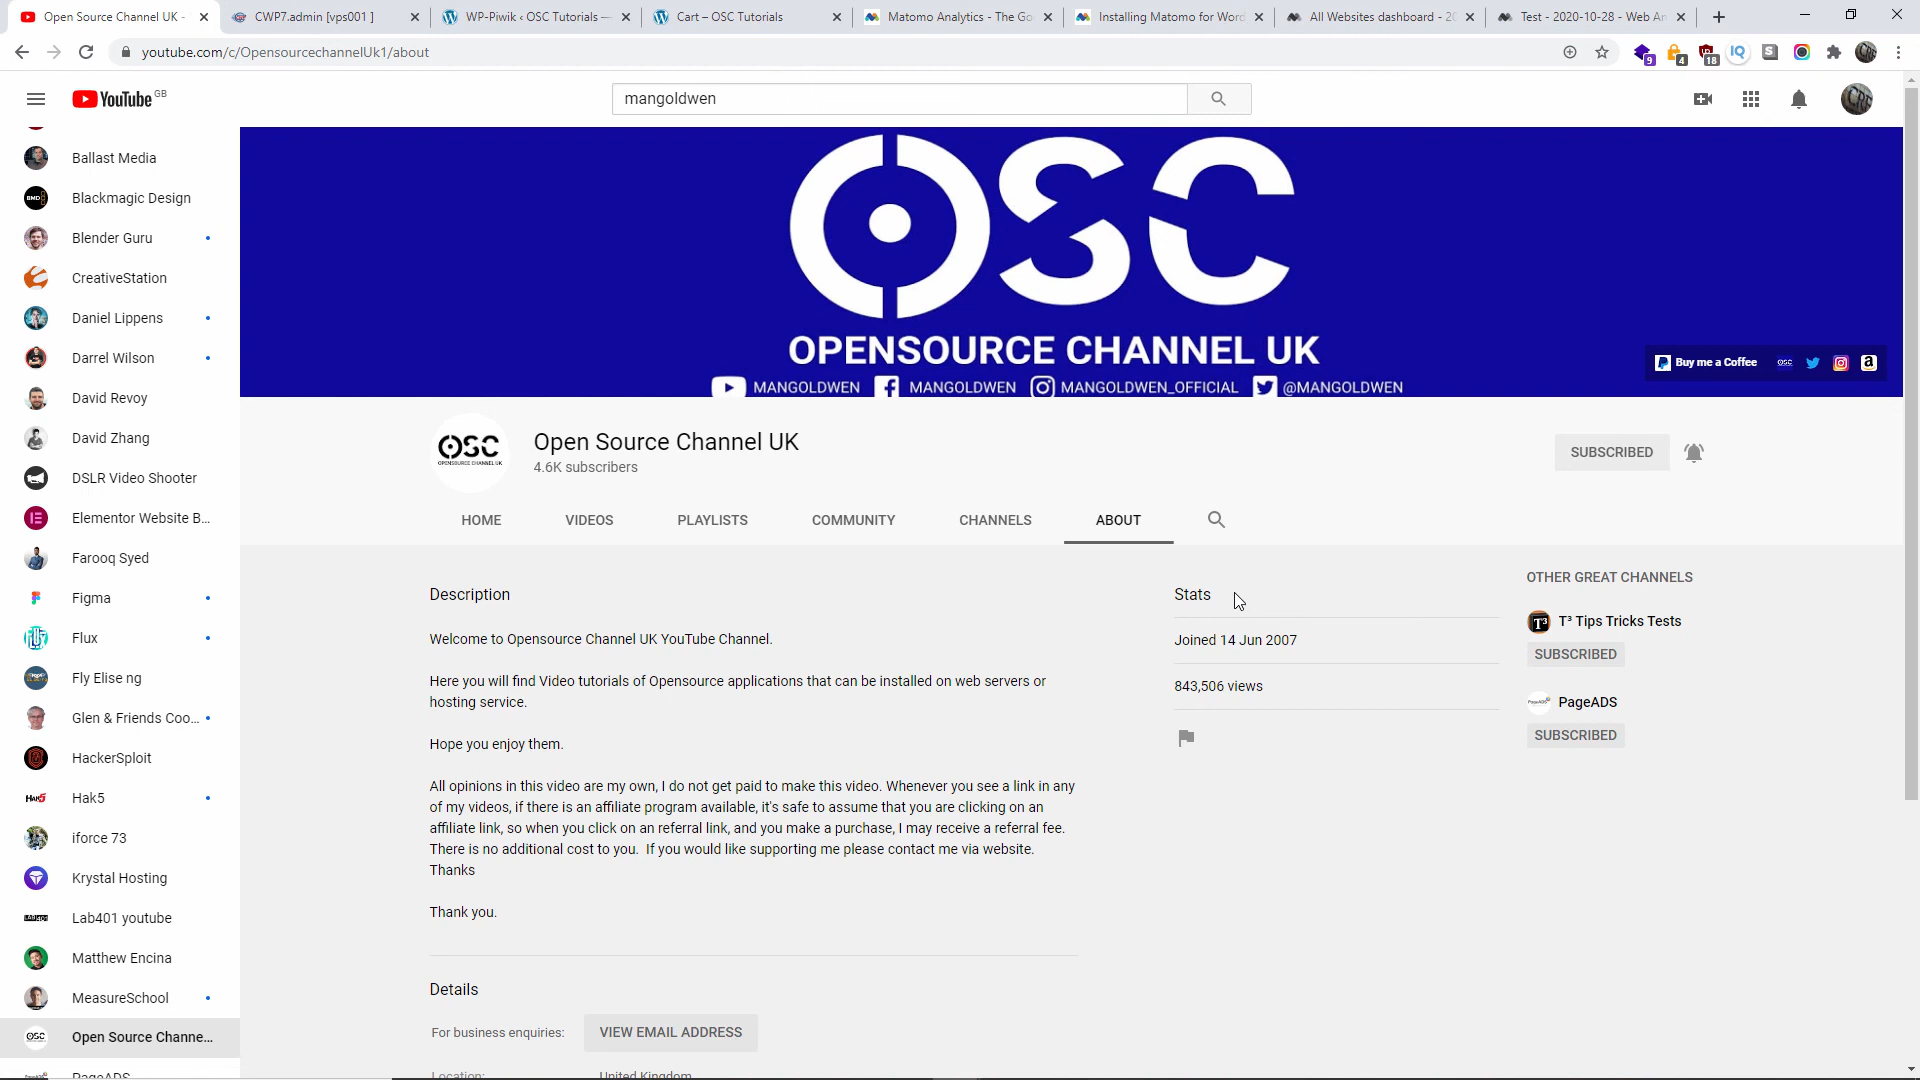 Open Source Channel UK -
CWP7.admin [vps001 ]
WP-Piwik ‹ OSC Tutorials —
Cart – OSC Tutorials
Matomo Analytics - The Go
Installing Matomo for Word
All Websites dashboard - 20
Test - 2020-10-28 - Web An
youtube.com/c/OpensourcechannelUk1/about
9
4
18
IQ
S
YouTube GB
mangoldwen
OSC
OPENSOURCE CHANNEL UK
MANGOLDWEN
MANGOLDWEN
MANGOLDWEN_OFFICIAL
@MANGOLDWEN
Buy me a Coffee
Ballast Media
Blackmagic Design
Blender Guru
CreativeStation
Daniel Lippens
Darrel Wilson
David Revoy
David Zhang
DSLR Video Shooter
Elementor Website B...
Farooq Syed
Figma
Flux
Fly Elise ng
Glen & Friends Coo...
HackerSploit
Hak5
iforce 73
Krystal Hosting
Lab401 youtube
Matthew Encina
MeasureSchool
Open Source Channe...
PageADS
OSC
OPENSOURCE CHANNEL UK
Open Source Channel UK
4.6K subscribers
SUBSCRIBED
HOME
VIDEOS
PLAYLISTS
COMMUNITY
CHANNELS
ABOUT
Description
Welcome to Opensource Channel UK YouTube Channel.
Here you will find Video tutorials of Opensource applications that can be installed on web servers or
hosting service.
Hope you enjoy them.
All opinions in this video are my own, I do not get paid to make this video. Whenever you see a link in any
of my videos, if there is an affiliate program available, it's safe to assume that you are clicking on an
affiliate link, so when you click on an referral link, and you make a purchase, I may receive a referral fee.
There is no additional cost to you.  If you would like supporting me please contact me via website.
Thanks
Thank you.
Details
For business enquiries:
VIEW EMAIL ADDRESS
Location:
United Kingdom
Stats
Joined 14 Jun 2007
843,506 views
OTHER GREAT CHANNELS
T³ Tips Tricks Tests
SUBSCRIBED
PageADS
SUBSCRIBED